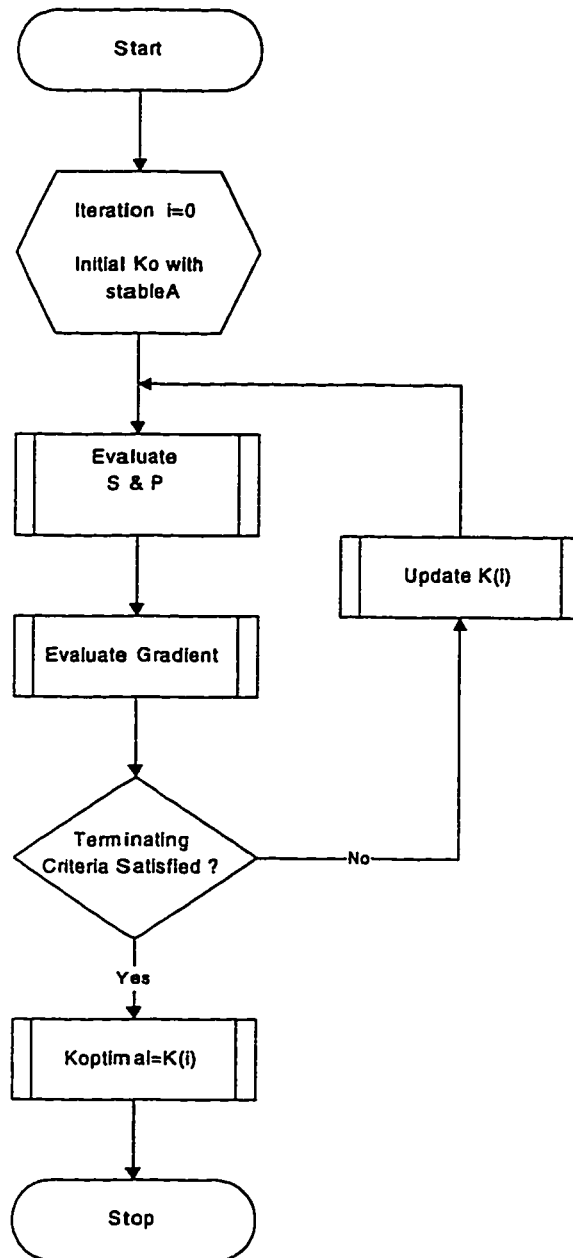 Start
Iteration i=0
Initial Ko with
stableA
Evaluate
S & P
Update K(i)
Evaluate Gradient
Terminating
Criteria Satisfied ?
No
Yes
Koptimal=K(i)
Stop